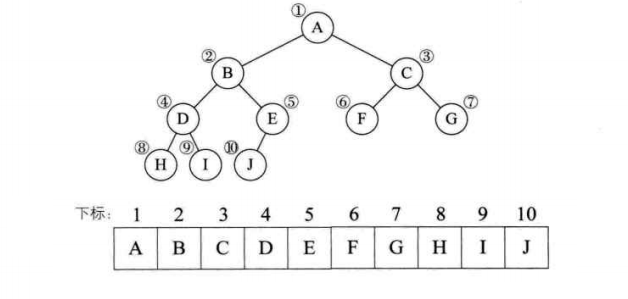 ① A
② B ③ C
④ D ⑤ E ⑥ F G ⑦
⑧ H ⑨ I ⑩ J
下标: 1 2 3 4 5 6 7 8 9 10
A B C D E F G H I J